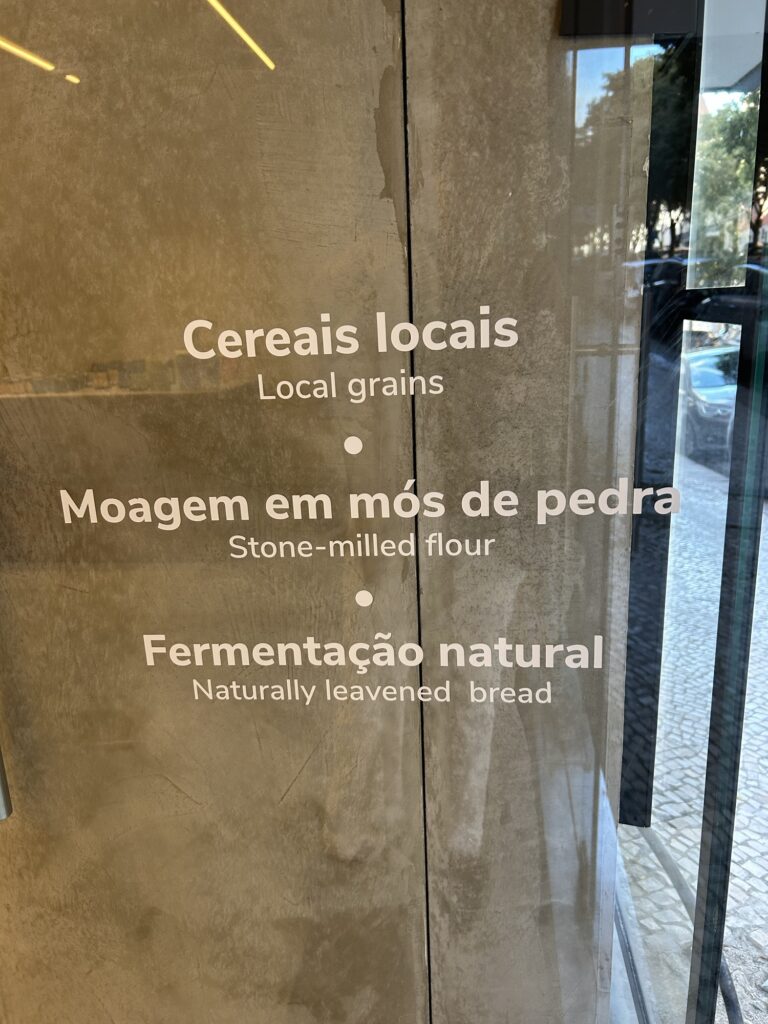 Cereais locais
Local grains
Moagem em mós de pedra
Stone-milled flour
Fermentação natural
Naturally leavened bread